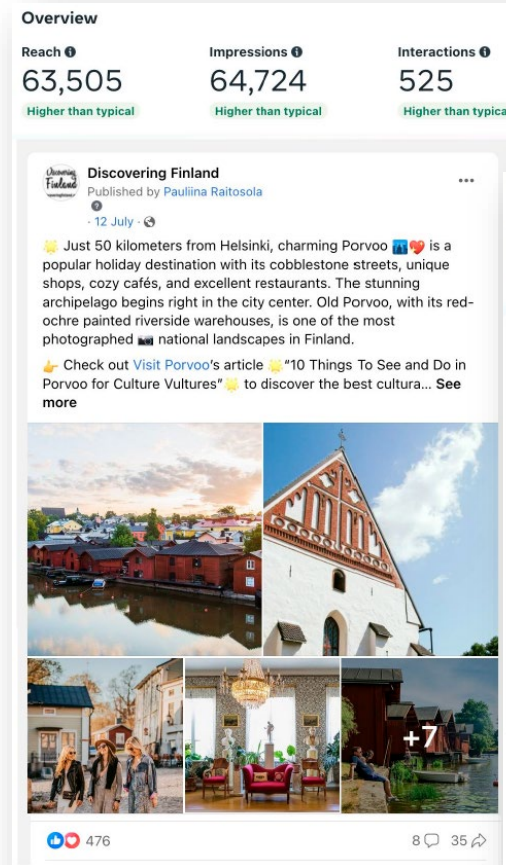 Overview
Reach
Impressions
Interactions
63,505
64,724
525
Higher than typical
Higher than typical
Higher than typica
Discovering Finland
Discovering Finland
Published by Pauliina Raitosola
· 12 July ·
🌟 Just 50 kilometers from Helsinki, charming Porvoo 🏰💖 is a
popular holiday destination with its cobblestone streets, unique
shops, cozy cafés, and excellent restaurants. The stunning
archipelago begins right in the city center. Old Porvoo, with its red-
ochre painted riverside warehouses, is one of the most
photographed 📸 national landscapes in Finland.
👉 Check out Visit Porvoo's article 🌟"10 Things To See and Do in
Porvoo for Culture Vultures"🌟 to discover the best cultura... See
more
+7
476
8
35